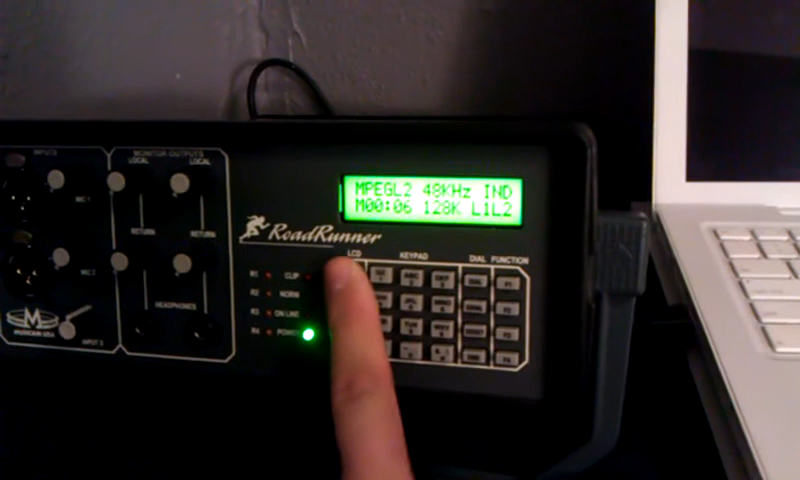 INPUTS
MONITOR OUTPUTS
LOCAL LOCAL
MPEGL2 48KHz IND
M00:06 128K L1L2
MIC 1
RETURN RETURN
RoadRunner
LCD KEYPAD DIAL FUNCTION
MIC 2
R1 CLIP
R2 NORM
R3 ON LINE
R4 POWER
HEADPHONES
M
MUSICAM USA
INPUT 2
F1
F2
F3
F4